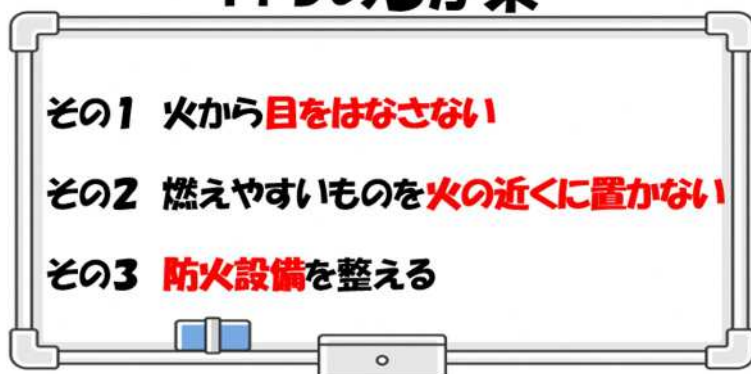 その1 火から目をはなさない
その2 燃えやすいものを火の近くに置かない
その3 防火設備を整える